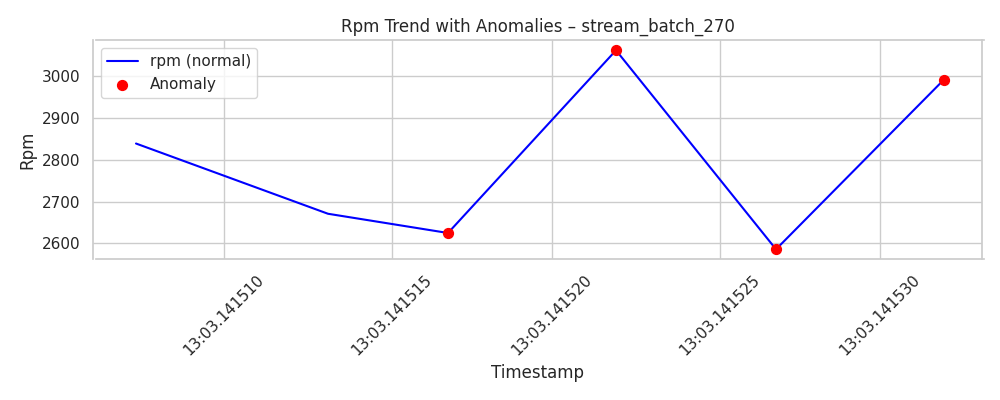 Rpm Trend with Anomalies – stream_batch_270
rpm (normal)
Anomaly
Rpm
3000
2900
2800
2700
2600
13:03.141510
13:03.141515
13:03.141520
13:03.141525
13:03.141530
Timestamp